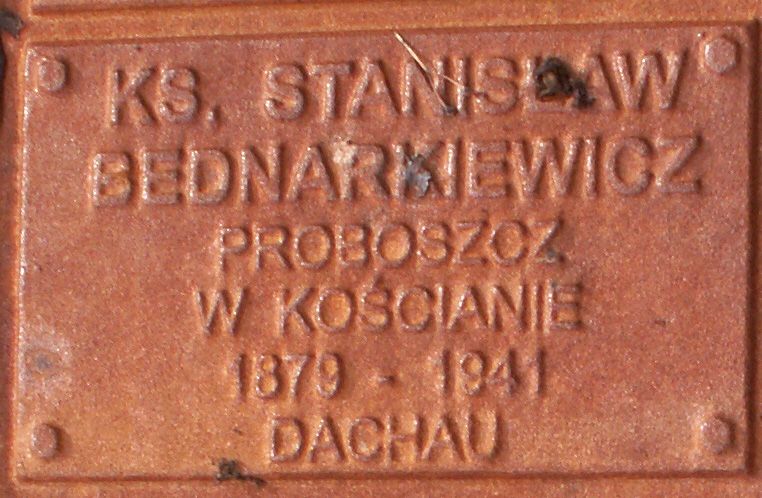 KS. STANISŁAW
BEDNARKIEWICZ
PROBOSZCZ
W KOŚCIANIE
1879 - 1941
DACHAU